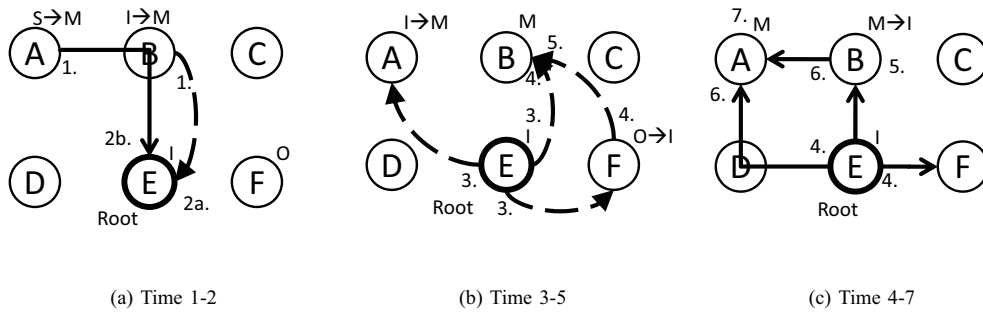 S→M I→M
A B C
1. 1.
2b. I O
D E F
Root 2a.
(a) Time 1-2
I→M M
A B 5. C
4.
3. 4.
I O→I
D E F
3.
Root 3.
(b) Time 3-5
7. M M→I
A B C
6. 5.
6.
4. I
D E F
4.
Root
(c) Time 4-7